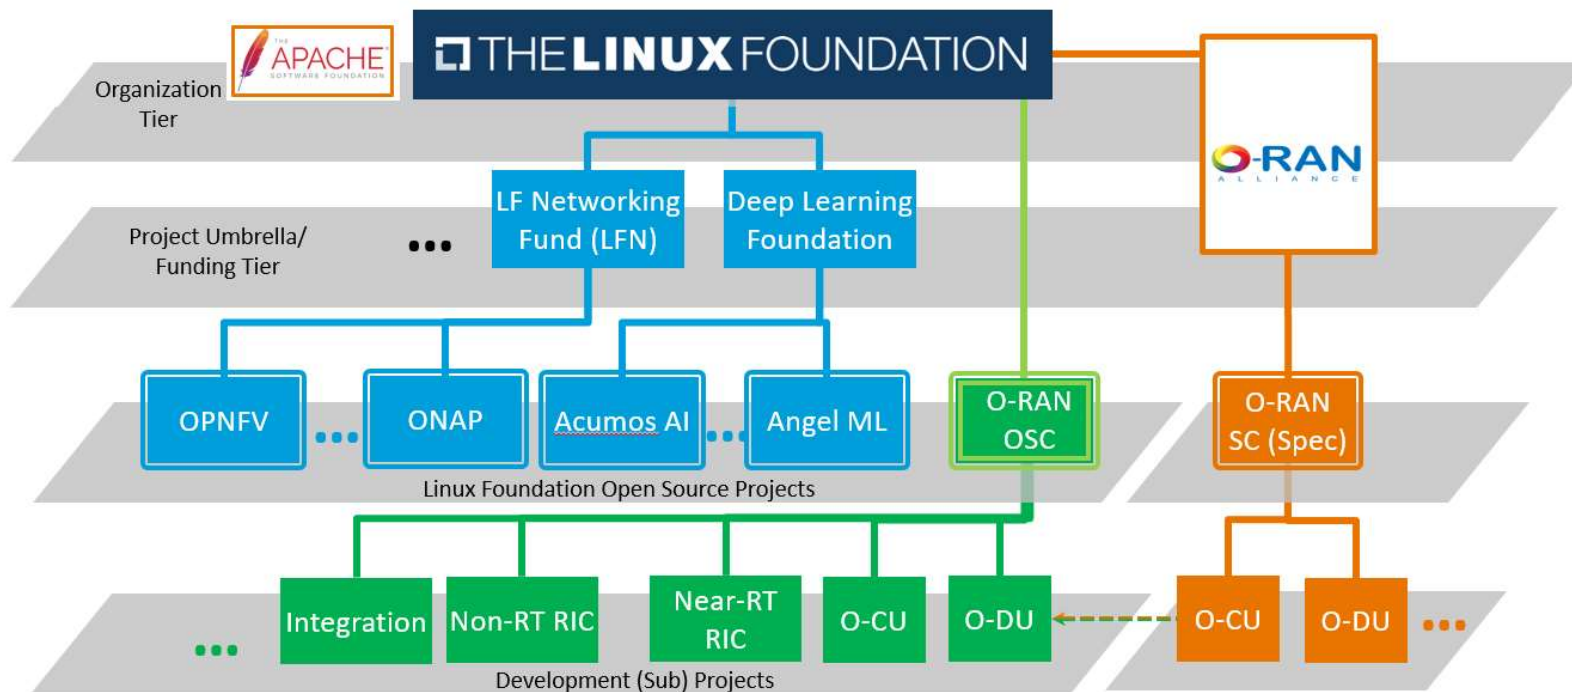 THE
APACHE
SOFTWARE FOUNDATION
THE LINUX FOUNDATION
Organization
Tier
O-RAN
ALLIANCE
LF Networking
Fund (LFN)
Deep Learning
Foundation
Project Umbrella/
Funding Tier
...
OPNFV
...
ONAP
Acumos AI
...
Angel ML
O-RAN
OSC
O-RAN
SC (Spec)
Linux Foundation Open Source Projects
...
Integration
Non-RT RIC
Near-RT
RIC
O-CU
O-DU
O-CU
O-DU
...
Development (Sub) Projects